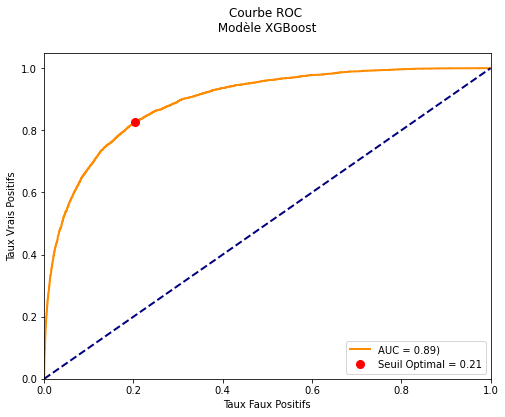 Courbe ROC
Modèle XGBoost
1.0
0.8
0.6
0.4
0.2
0.0
Taux Vrais Positifs
AUC = 0.89)
Seuil Optimal = 0.21
0.0 0.2 0.4 0.6 0.8 1.0
Taux Faux Positifs